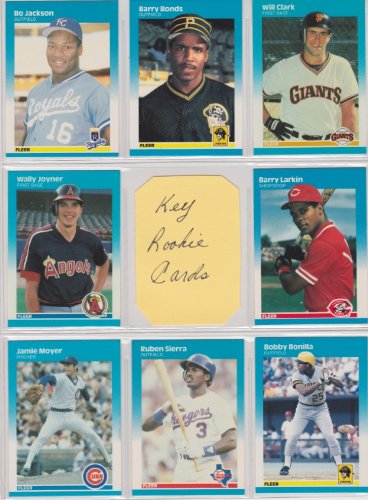 Bo Jackson
OUTFIELD
Royals
16
FLEER
Barry Bonds
OUTFIELD
FLEER
Will Clark
FIRST BASE
GIANTS
FLEER
GIANTS
Wally Joyner
FIRST BASE
Angels
FLEER
Key
Rookie
Cards
Barry Larkin
SHORTSTOP
FLEER
Jamie Moyer
PITCHER
FLEER
CUBS
Ruben Sierra
OUTFIELD
Rangers
3
FLEER
Bobby Bonilla
OUTFIELD
25
FLEER